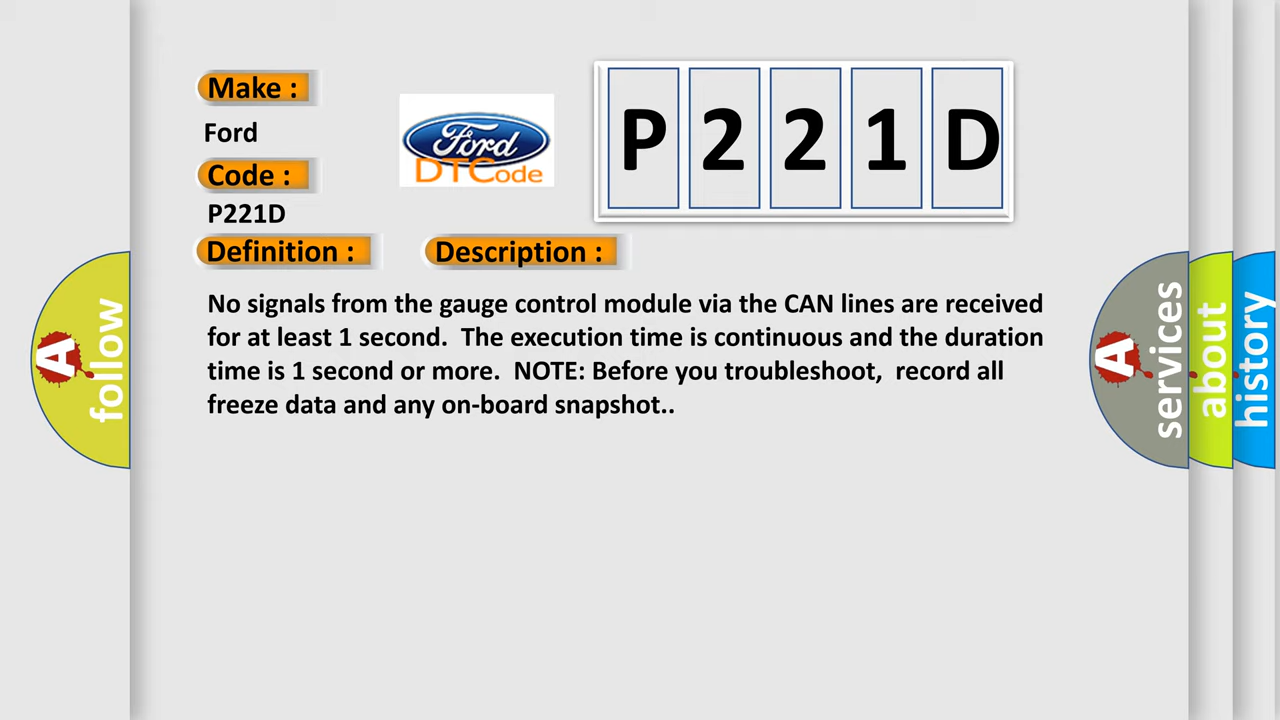 Make :
Ford
Code :
P221D
Definition :
Description :
Ford
DTCode
P221D
No signals from the gauge control module via the CAN lines are received
for at least 1 second  The execution time is continuous and the duration
time is 1 second or more  NOTE: Before you troubleshoot,  record all
freeze data and any on-board snapshot..
A
follow
A
services
about
history